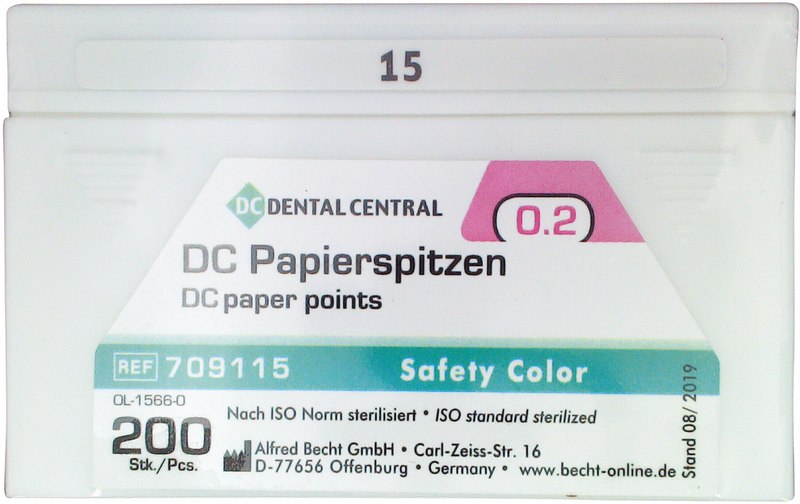 15
DC DENTAL CENTRAL
0.2
DC Papierspitzen
DC paper points
REF 709115
Safety Color
OL-1566-0
200
Stk./Pcs.
Nach ISO Norm sterilisiert • ISO standard sterilized
Alfred Becht GmbH • Carl-Zeiss-Str. 16
D-77656 Offenburg • Germany • www.becht-online.de
Stand 08/2019